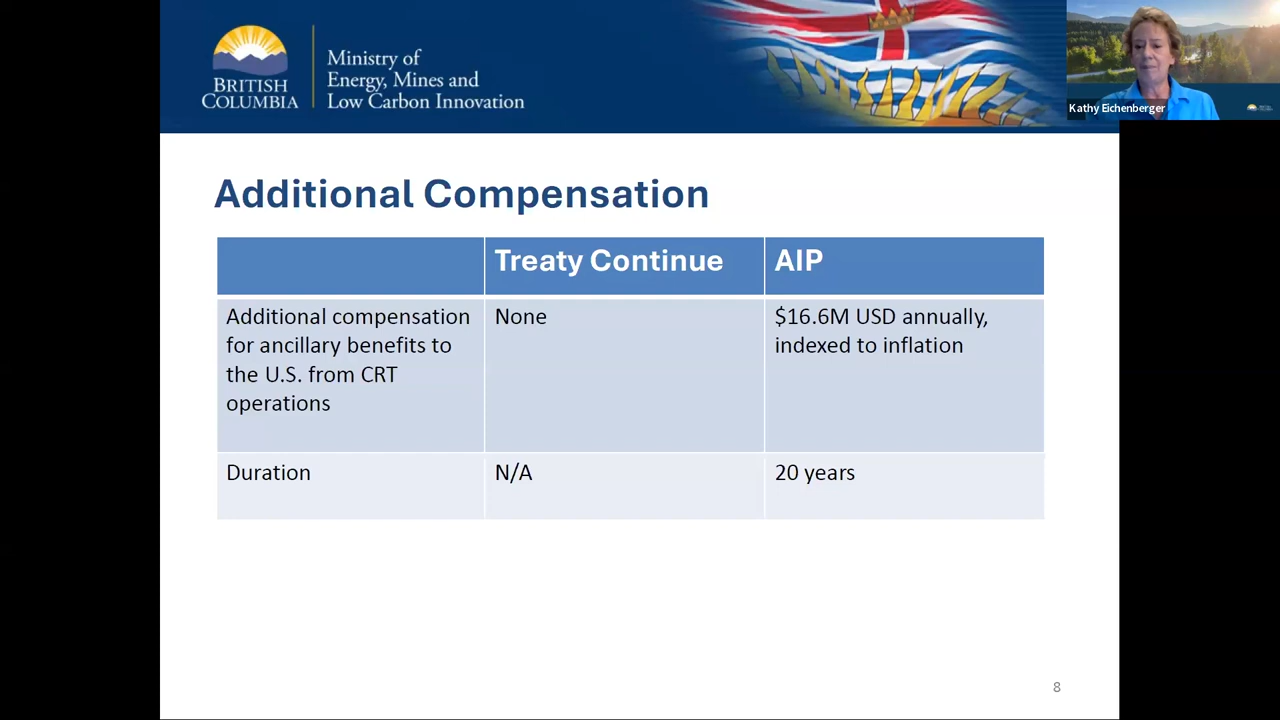 BRITISH
COLUMBIA
Ministry of
Energy, Mines and
Low Carbon Innovation
Kathy Eichenberger
Additional Compensation
Treaty Continue
AIP
Additional compensation
for ancillary benefits to
the U.S. from CRT
operations
None
$16.6M USD annually,
indexed to inflation
Duration
N/A
20 years
8